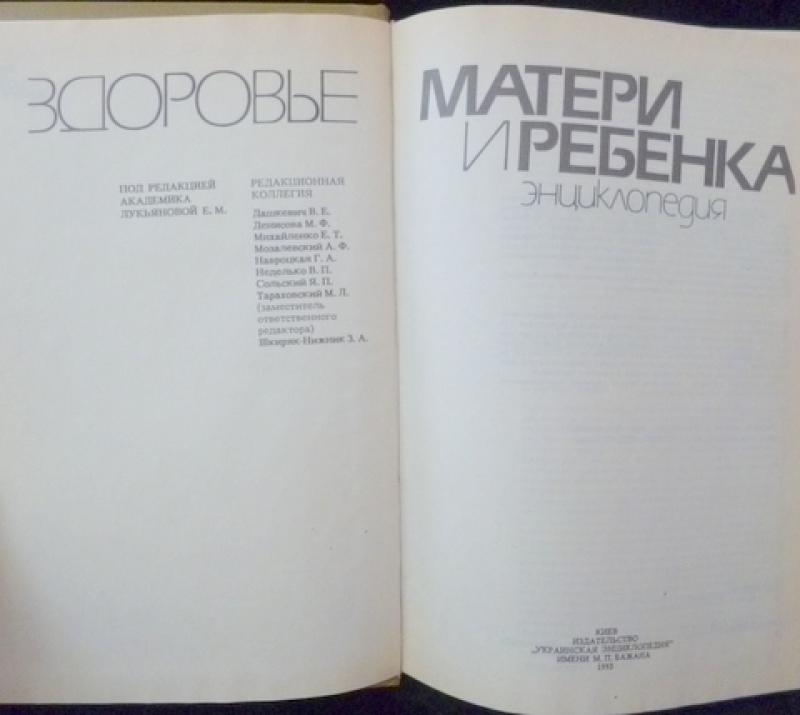 ЗДОРОВЬЕ
ПОД РЕДАКЦИЕЙ
АКАДЕМИКА
ЛУКЬЯНОВОЙ Е. М.
РЕДАКЦИОННАЯ
КОЛЛЕГИЯ
Дашкевич В. Е.
Денисова М. Ф.
Михайленко Е. Т.
Мозалевский А. Ф.
Навроцкая Г. А.
Неделько В. П.
Сольский Я. П.
Тараховский М. Л.
(заместитель
ответственного
редактора)
Шкиряк-Нижник З. А.
МАТЕРИ
И РЕБЕНКА
энциклопедия
КИЕВ
ИЗДАТЕЛЬСТВО
„УКРАИНСКАЯ ЭНЦИКЛОПЕДИЯ"
ИМЕНИ М. П. БАЖАНА
1993